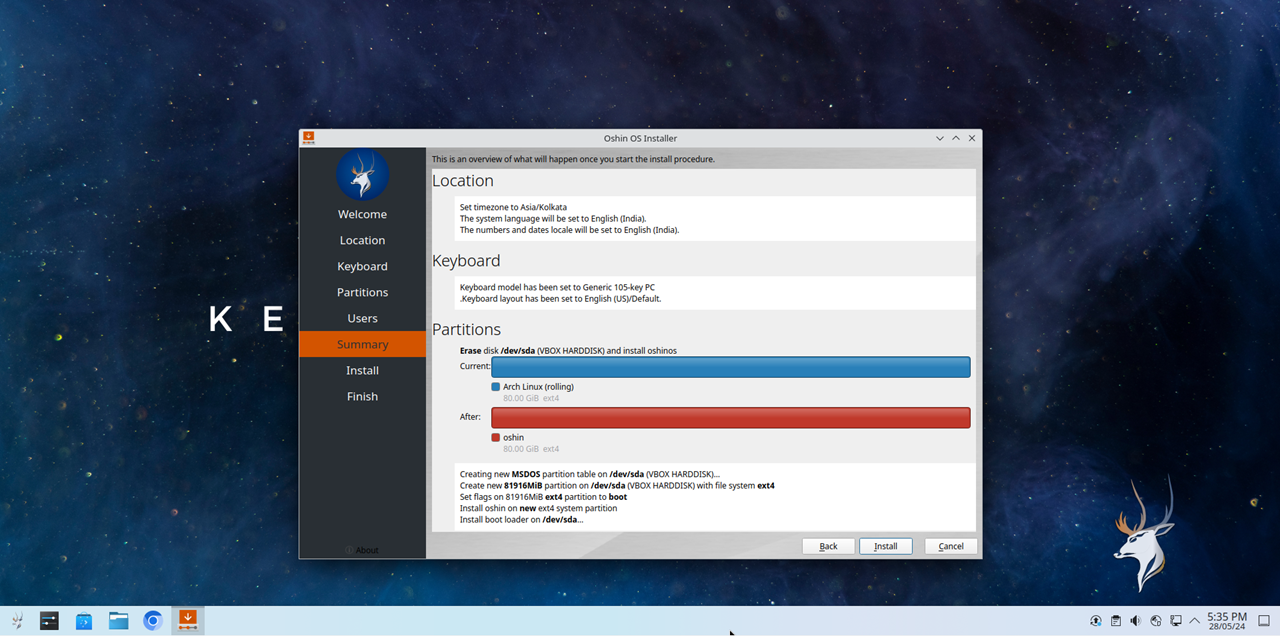 Oshin OS Installer
Welcome
Location
Keyboard
Partitions
Users
Summary
Install
Finish
About
This is an overview of what will happen once you start the install procedure.
Location
Set timezone to Asia/Kolkata
The system language will be set to English (India).
The numbers and dates locale will be set to English (India).
Keyboard
Keyboard model has been set to Generic 105-key PC
.Keyboard layout has been set to English (US)/Default.
Partitions
Erase disk /dev/sda (VBOX HARDDISK) and install oshinos
Current:
Arch Linux (rolling)
80.00 GiB ext4
After:
oshin
80.00 GiB ext4
Creating new MSDOS partition table on /dev/sda (VBOX HARDDISK)...
Create new 81916MiB partition on /dev/sda (VBOX HARDDISK) with file system ext4
Set flags on 81916MiB ext4 partition to boot
Install oshin on new ext4 system partition
Install boot loader on /dev/sda...
Back Install Cancel
K E
5:35 PM
28/05/24